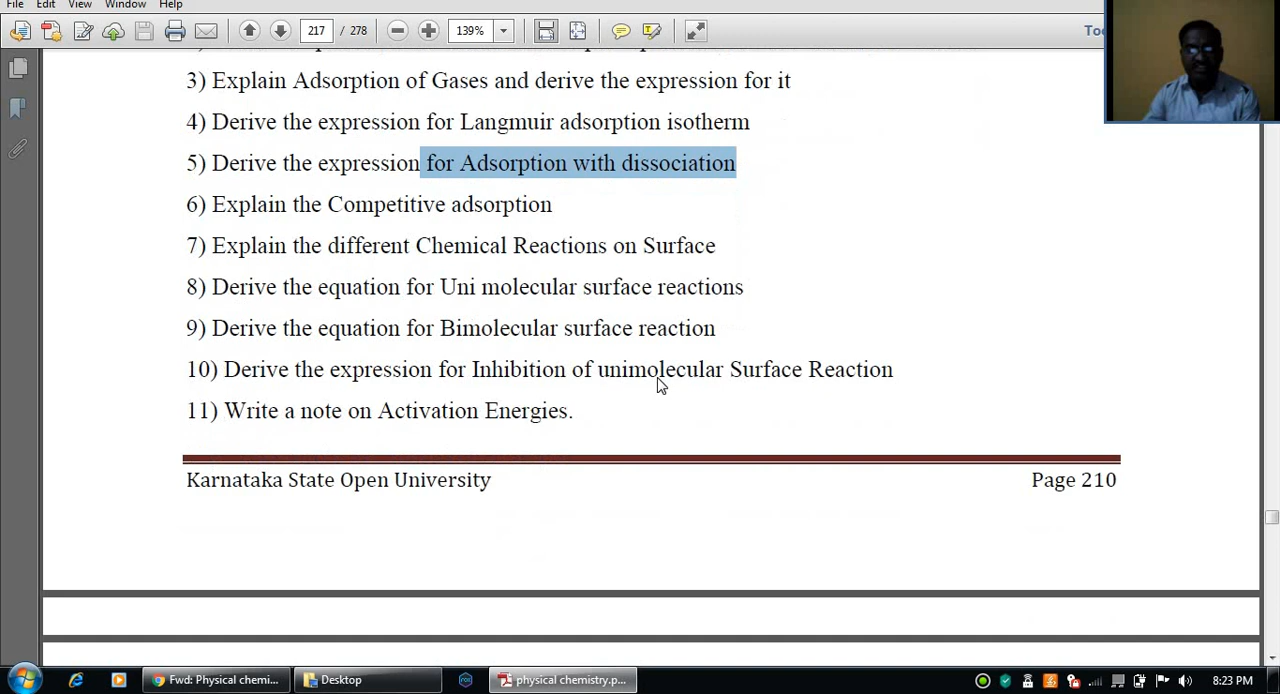 File Edit View Window Help
217 / 278 139% Too
3) Explain Adsorption of Gases and derive the expression for it
4) Derive the expression for Langmuir adsorption isotherm
5) Derive the expression for Adsorption with dissociation
6) Explain the Competitive adsorption
7) Explain the different Chemical Reactions on Surface
8) Derive the equation for Uni molecular surface reactions
9) Derive the equation for Bimolecular surface reaction
10) Derive the expression for Inhibition of unimolecular Surface Reaction
11) Write a note on Activation Energies.
Karnataka State Open University Page 210
Fwd: Physical chemi... Desktop physical chemistry.p... 8:23 PM